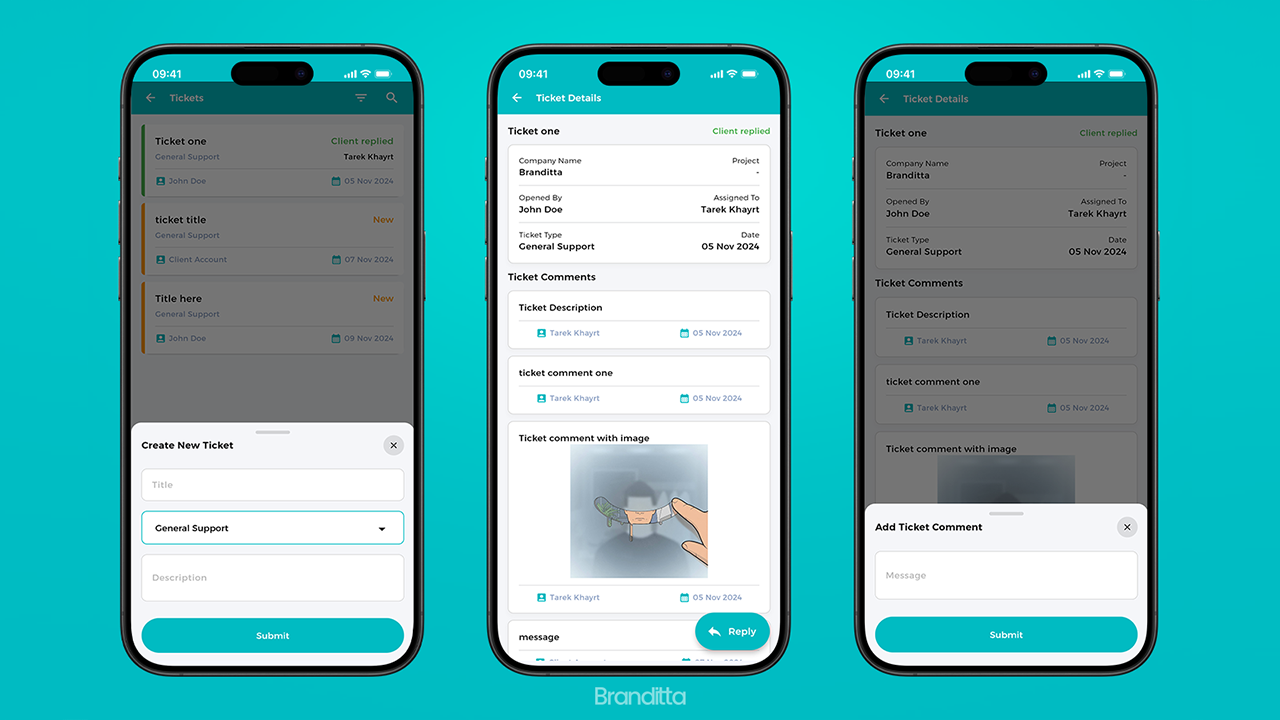 09:41
Tickets
Ticket one Client replied
General Support Tarek Khayrt
John Doe 05 Nov 2024
ticket title New
General Support
Client Account 07 Nov 2024
Title here New
General Support
John Doe 09 Nov 2024
Create New Ticket
Title
General Support
Description
Submit
09:41
Ticket Details
Ticket one Client replied
Company Name Project
Branditta -
Opened By Assigned To
John Doe Tarek Khayrt
Ticket Type Date
General Support 05 Nov 2024
Ticket Comments
Ticket Description
Tarek Khayrt 05 Nov 2024
ticket comment one
Tarek Khayrt 05 Nov 2024
Ticket comment with image
Tarek Khayrt 05 Nov 2024
message
Reply
09:41
Ticket Details
Ticket one Client replied
Company Name Project
Branditta -
Opened By Assigned To
John Doe Tarek Khayrt
Ticket Type Date
General Support 05 Nov 2024
Ticket Comments
Ticket Description
Tarek Khayrt 05 Nov 2024
ticket comment one
Tarek Khayrt 05 Nov 2024
Ticket comment with image
Add Ticket Comment
Message
Submit
Branditta